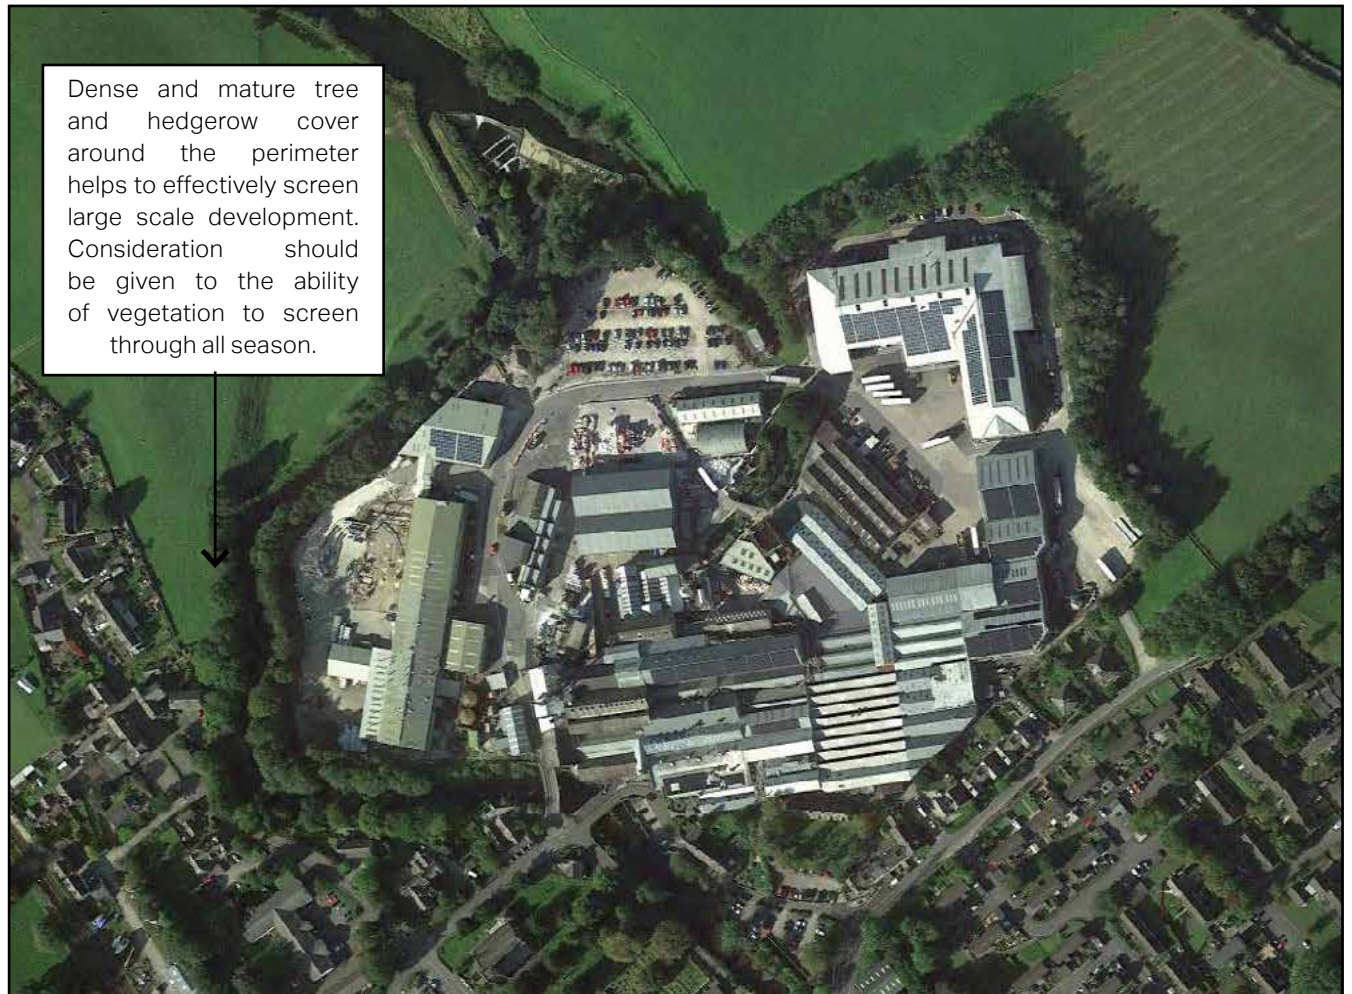 Dense and mature tree
and hedgerow cover
around the perimeter
helps to effectively screen
large scale development.
Consideration should
be given to the ability
of vegetation to screen
through all season.